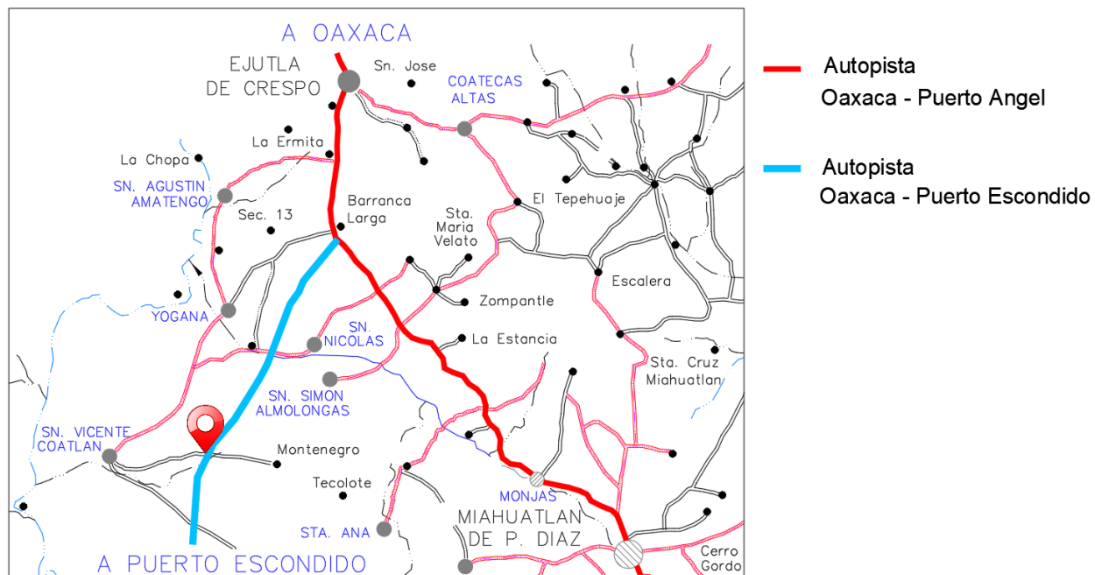 A OAXACA
EJUTLA
DE CRESPO
Sn. Jose
COATECAS
ALTAS
La Ermita
La Chopa
SN. AGUSTIN
AMATENGO
Sec. 13
Barranca
Larga
Sta.
Maria
Velato
El Tepehuaje
Escalera
Zompantle
YOGANA
SN.
NICOLAS
La Estancia
Sta. Cruz
Miahuatlan
SN. SIMON
ALMOLONGAS
SN. VICENTE
COATLAN
Montenegro
Tecolote
MONJAS
STA. ANA
MIAHUATLAN
DE P. DIAZ
Cerro
Gordo
A PUERTO ESCONDIDO
Autopista
Oaxaca - Puerto Angel
Autopista
Oaxaca - Puerto Escondido